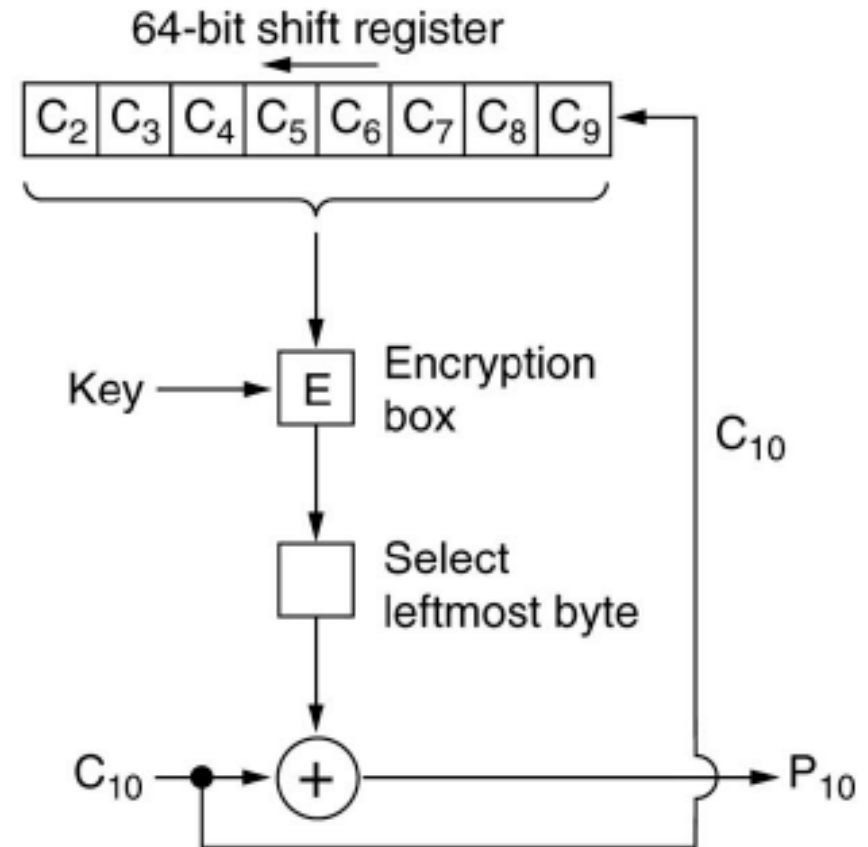 64-bit shift register
C₂ C₃ C₄ C₅ C₆ C₇ C₈ C₉
Key
E
Encryption
box
C₁₀
Select
leftmost byte
C₁₀
+
P₁₀